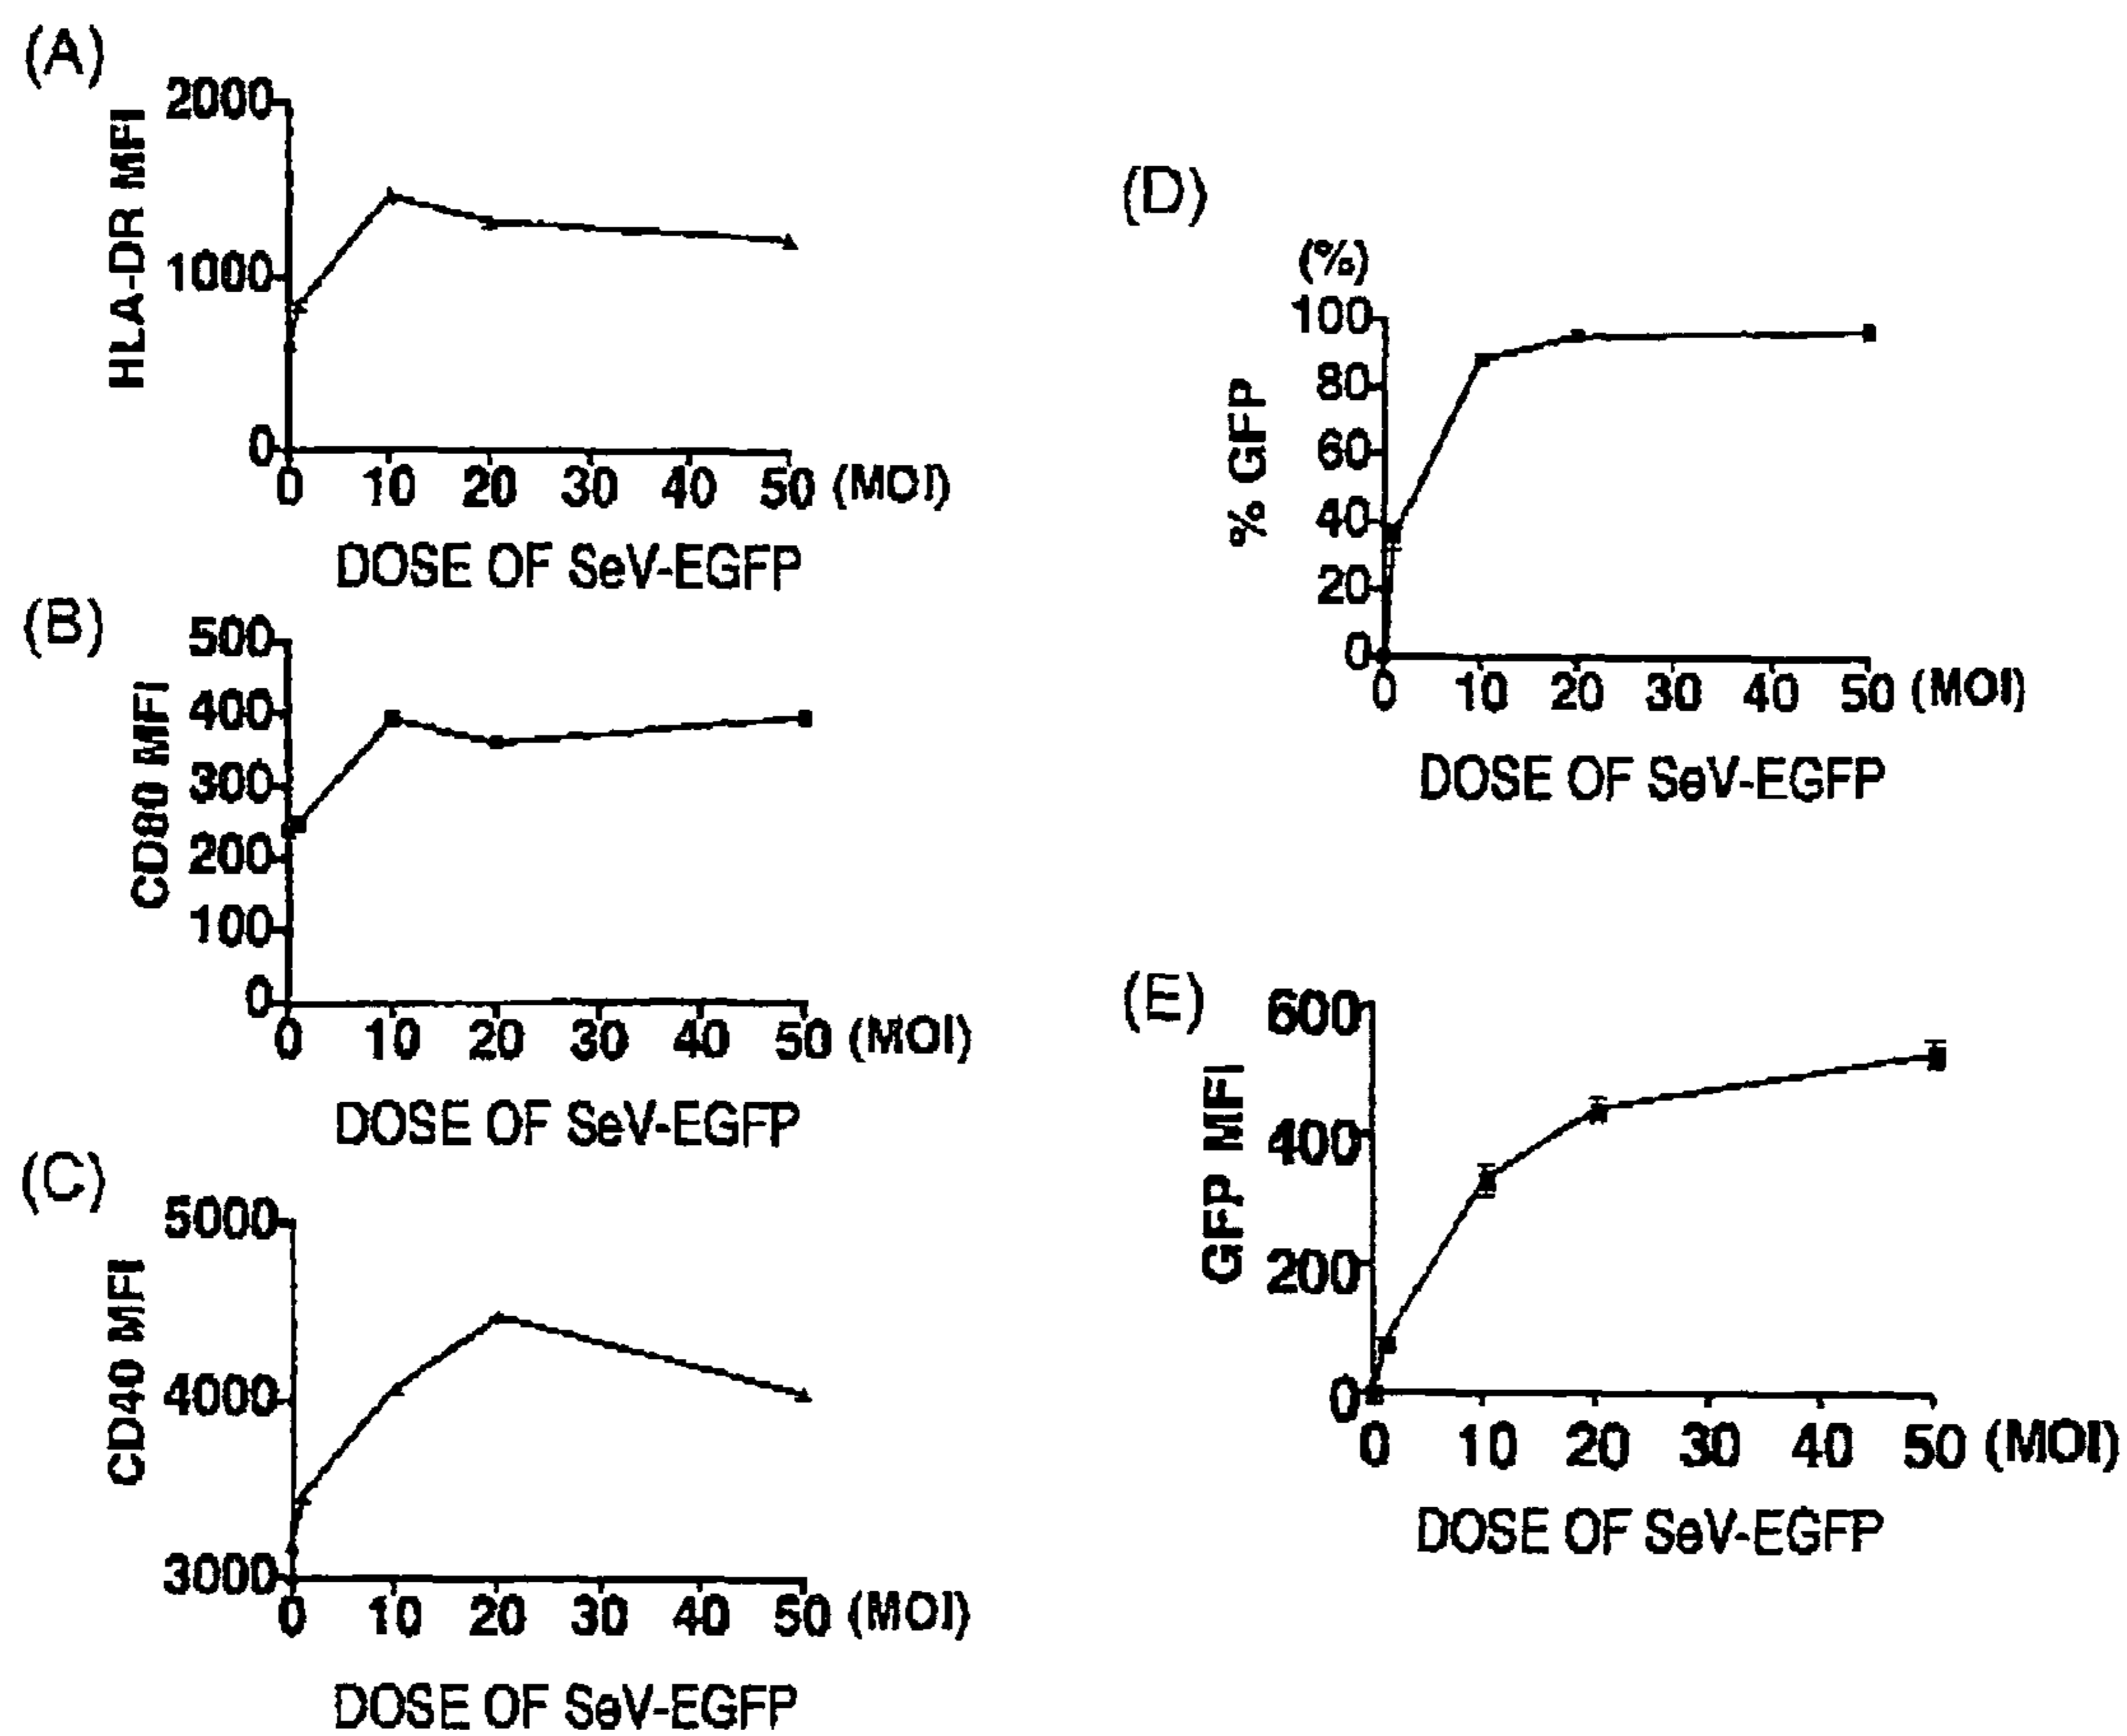 (A)
HLA-DR MFI
2000
1000
0
0 10 20 30 40 50 (MOI)
DOSE OF SeV-EGFP
(B)
CD80 MFI
500
400
300
200
100
0
0 10 20 30 40 50 (MOI)
DOSE OF SeV-EGFP
(C)
CD40 MFI
5000
4000
3000
0 10 20 30 40 50 (MOI)
DOSE OF SeV-EGFP
(D)
(%)
% GFP
100
80
60
40
20
0
0 10 20 30 40 50 (MOI)
DOSE OF SeV-EGFP
(E)
GFP MFI
600
400
200
0
0 10 20 30 40 50 (MOI)
DOSE OF SeV-EGFP